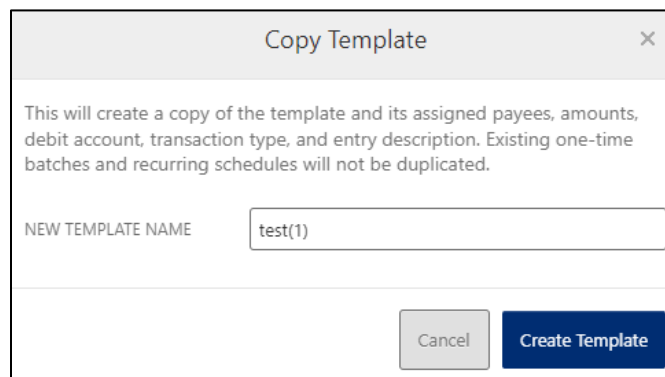 Copy Template
×
This will create a copy of the template and its assigned payees, amounts,
debit account, transaction type, and entry description. Existing one-time
batches and recurring schedules will not be duplicated.
NEW TEMPLATE NAME test(1)
Cancel Create Template